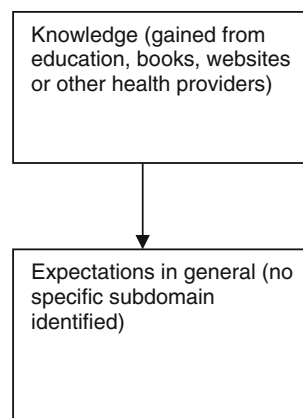 Knowledge (gained from
education, books, websites
or other health providers)
Expectations in general (no
specific subdomain
identified)